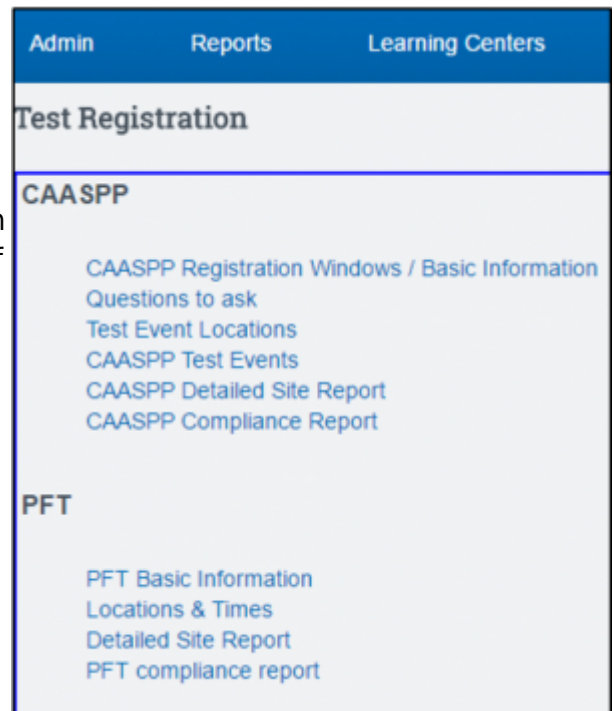 Admin Reports Learning Centers
Test Registration
CAASPP
CAASPP Registration Windows / Basic Information
Questions to ask
Test Event Locations
CAASPP Test Events
CAASPP Detailed Site Report
CAASPP Compliance Report
PFT
PFT Basic Information
Locations & Times
Detailed Site Report
PFT compliance report